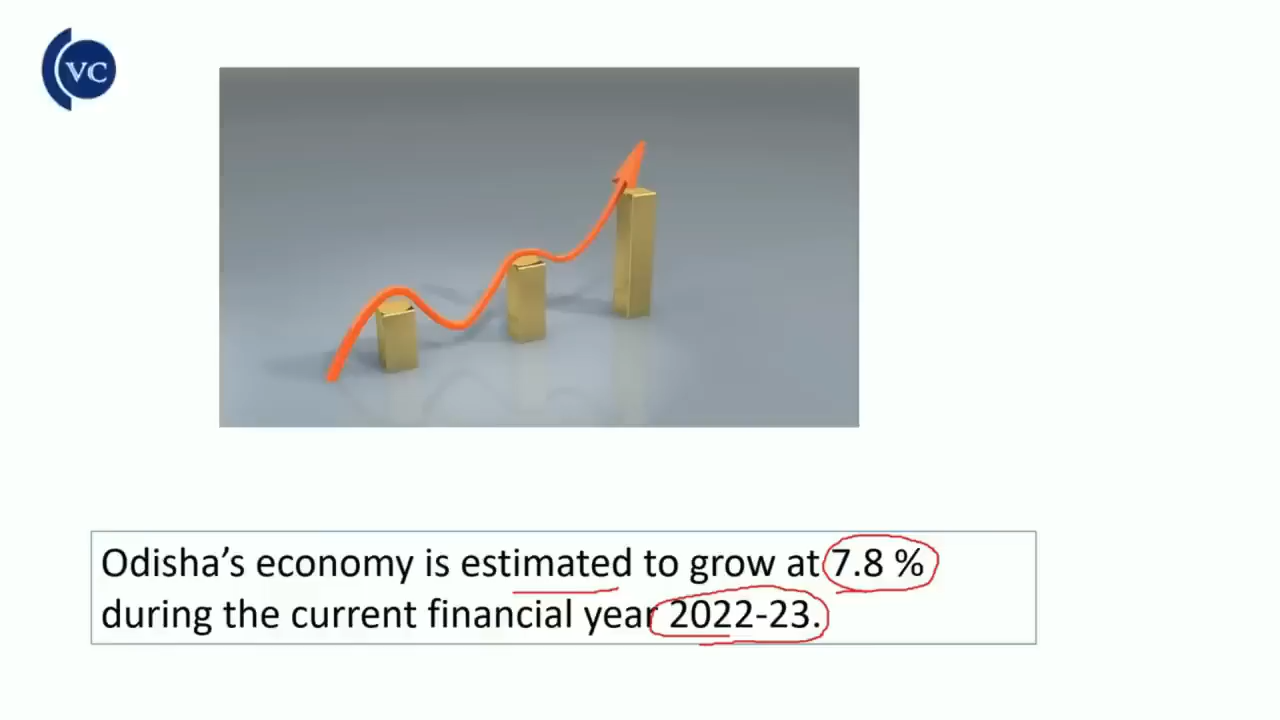 VC
Odisha’s economy is estimated to grow at 7.8 %
during the current financial year 2022-23.